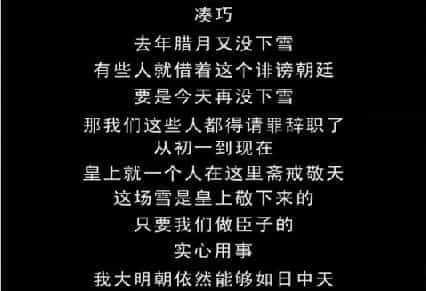 凑巧
去年腊月又没下雪
有些人就借着这个诽谤朝廷
要是今天再没下雪
那我们这些人都得请罪辞职了
从初一到现在
皇上就一个人在这里斋戒敬天
这场雪是皇上敬下来的
只要我们做臣子的
实心用事
我大明朝依然能够如日中天